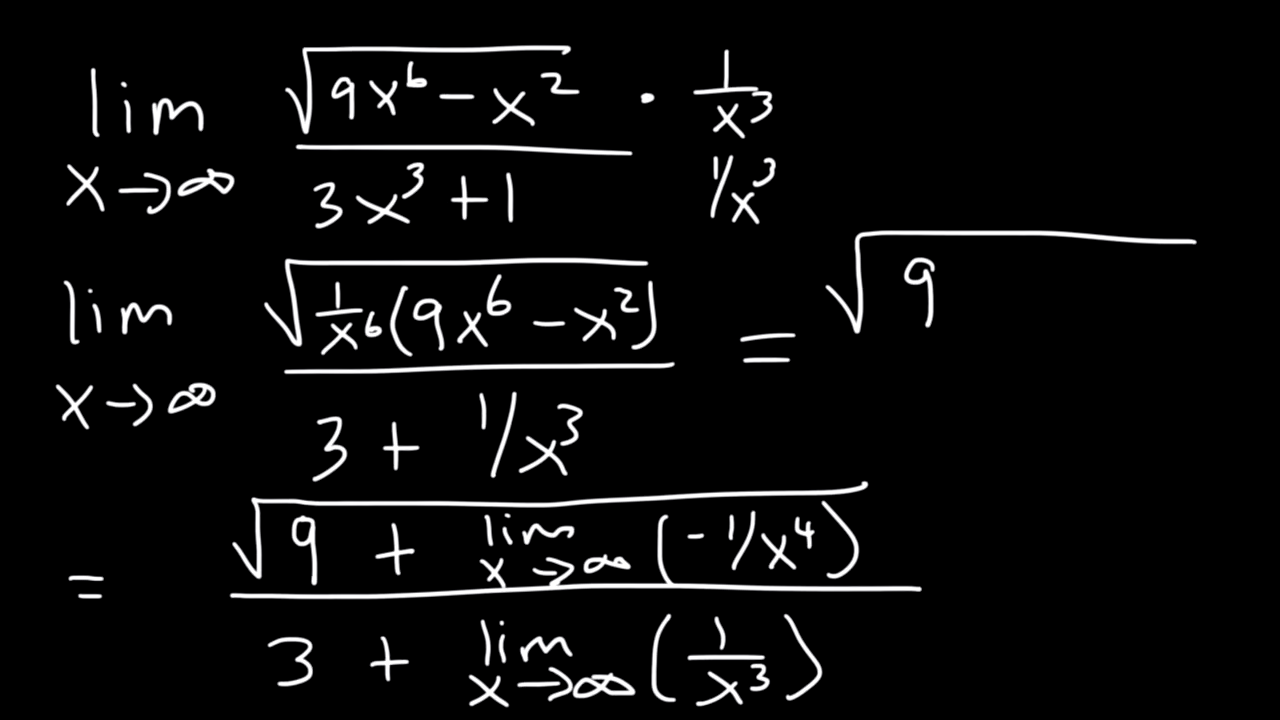 lim x→∞ √(9x⁶ − x²) / (3x³ + 1) · (1/x³) / (1/x³)
lim x→∞ √(1/x⁶ (9x⁶ − x²)) / (3 + 1/x³) = √9
= √(9 + lim x→∞ (−1/x⁴)) / (3 + lim x→∞ (1/x³))